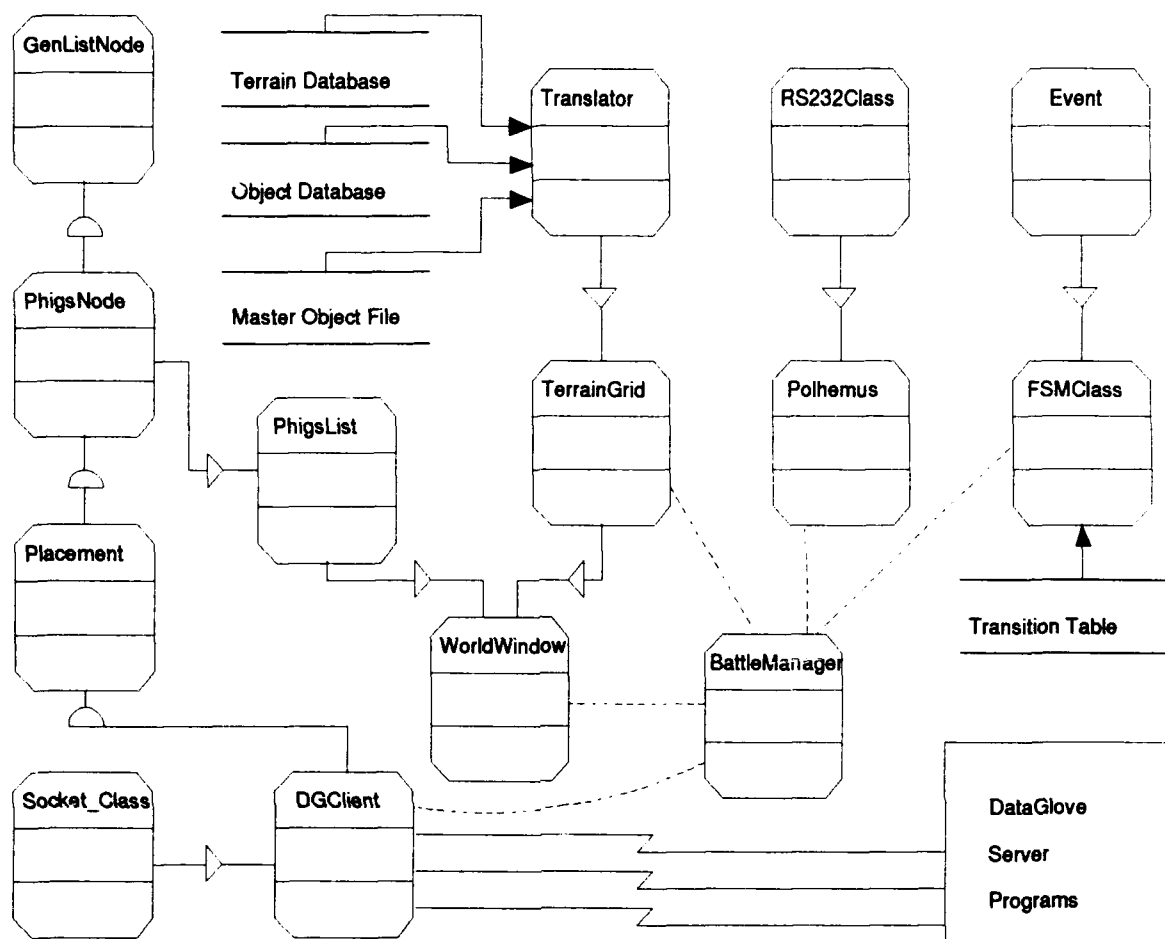 GenListNode
Terrain Database
Translator
RS232Class
Event
Object Database
PhigsNode
Master Object File
TerrainGrid
Polhemus
FSMClass
PhigsList
Placement
Transition Table
WorldWindow
BattleManager
Socket_Class
DGClient
DataGlove
Server
Programs